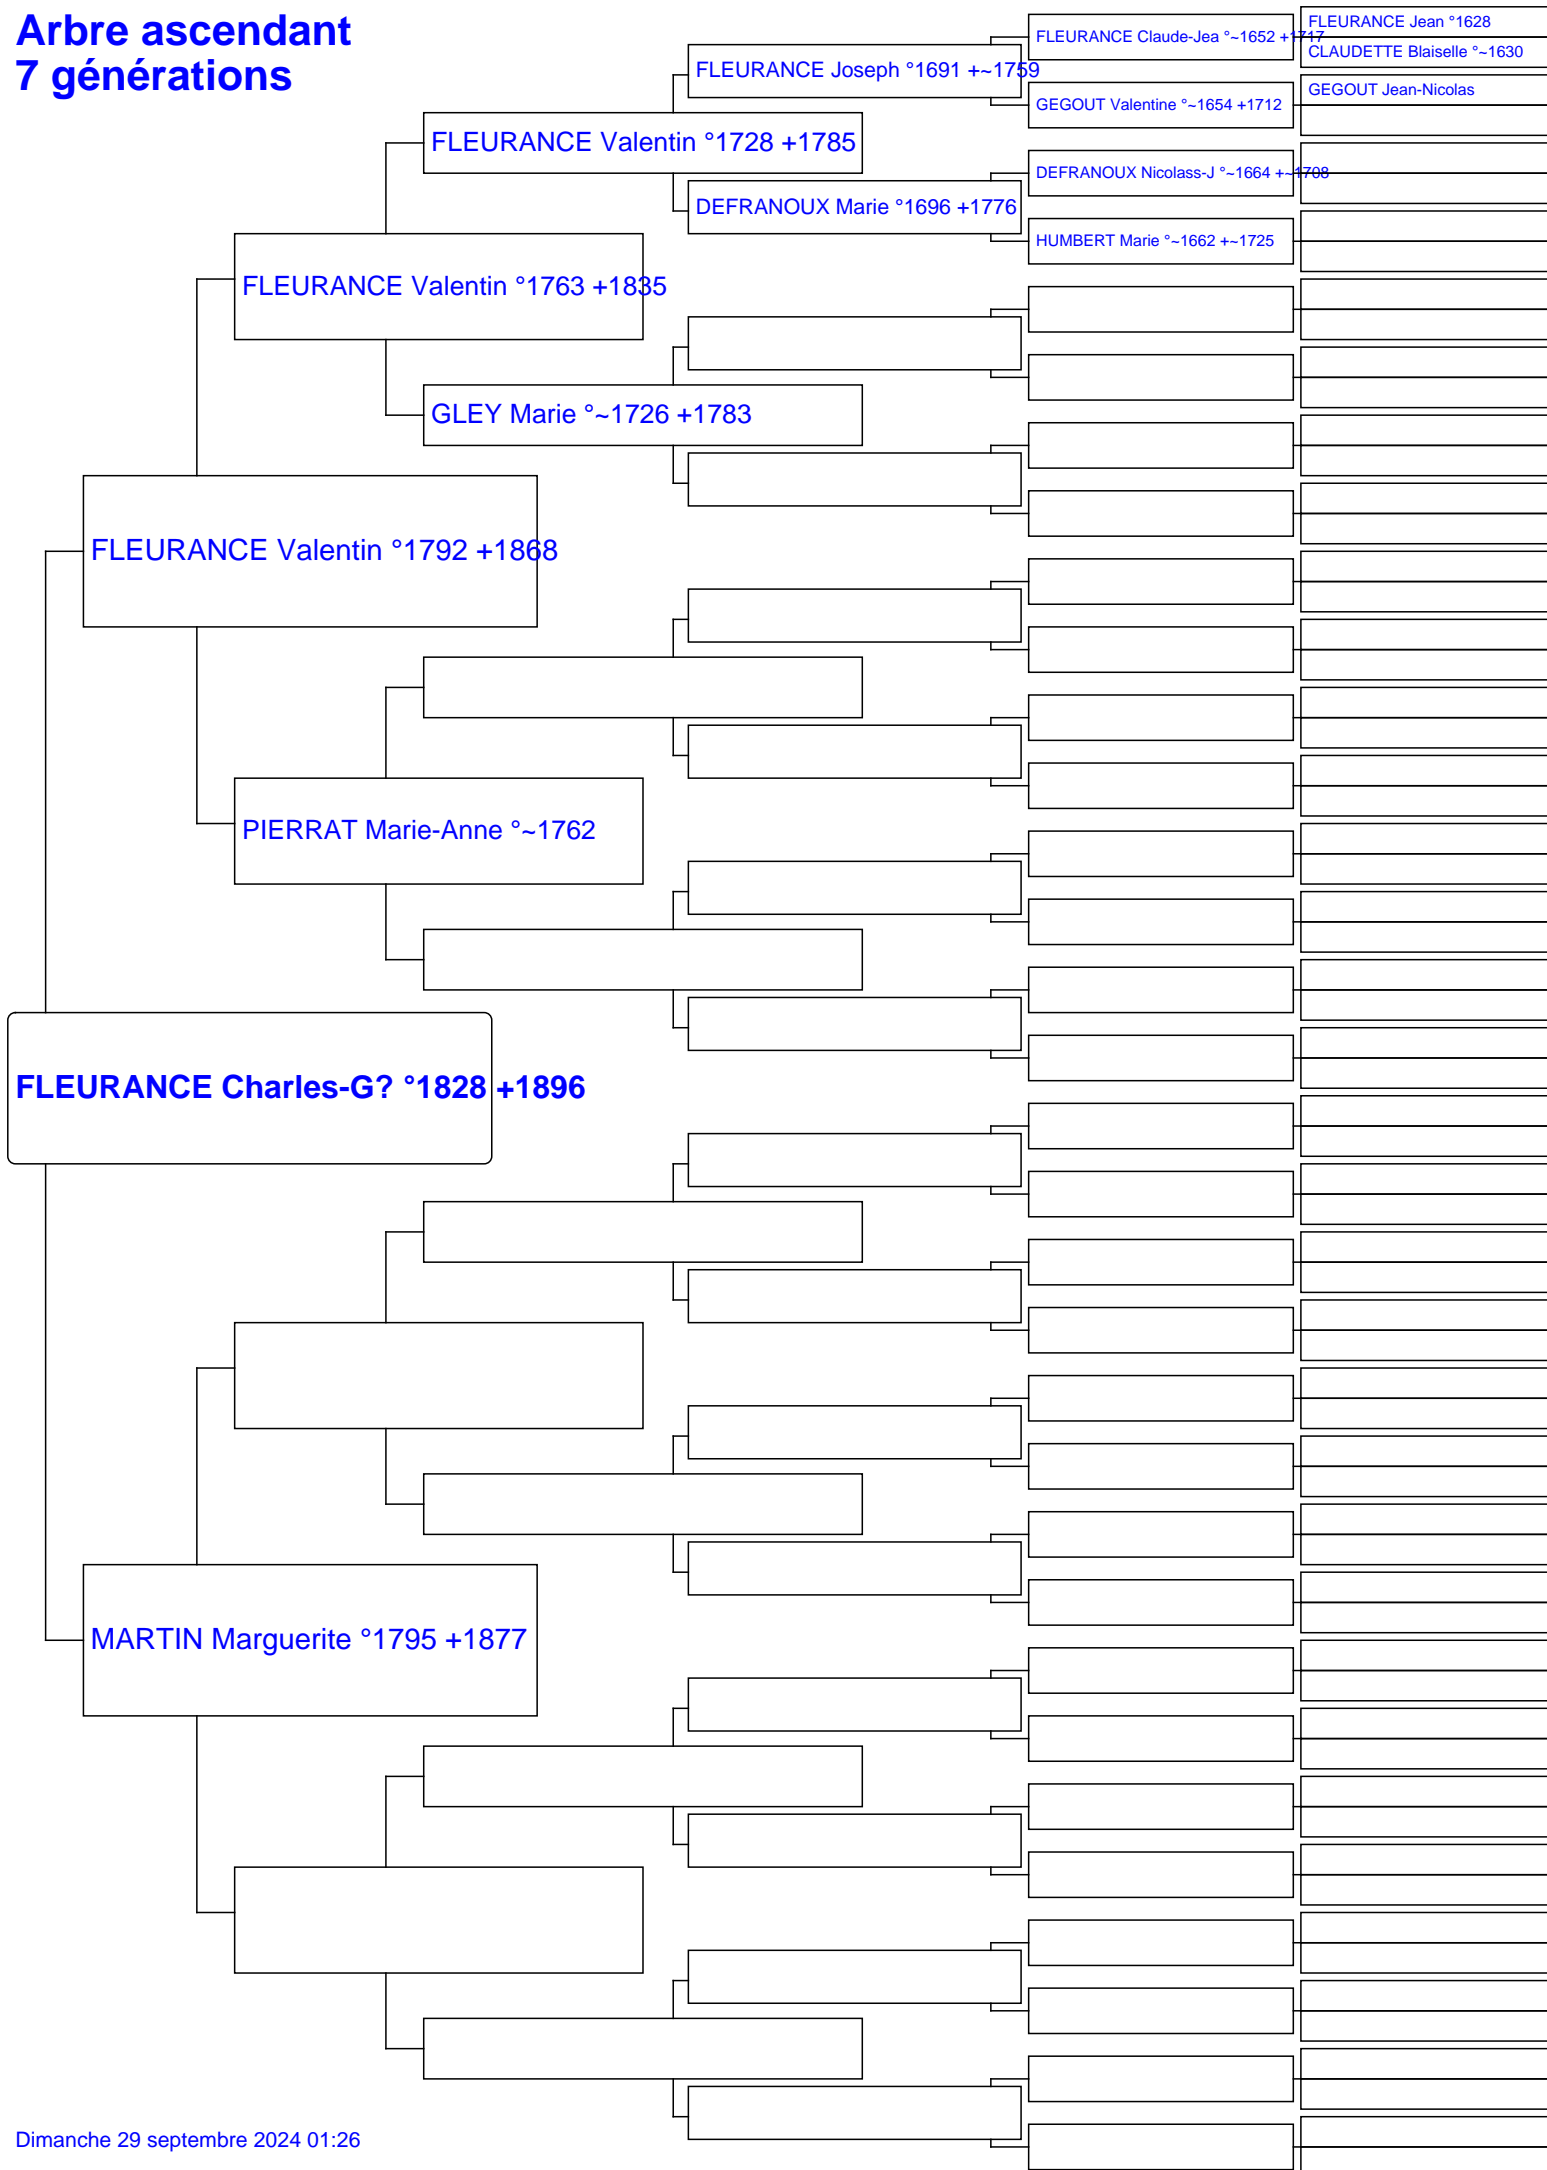 Arbre ascendant
7 générations
FLEURANCE Jean °1628
FLEURANCE Claude-Jea °~1652 +1717
CLAUDETTE Blaiselle °~1630
FLEURANCE Joseph °1691 +~1759
GEGOUT Jean-Nicolas
GEGOUT Valentine °~1654 +1712
FLEURANCE Valentin °1728 +1785
DEFRANOUX Nicolass-J °~1664 +~1708
DEFRANOUX Marie °1696 +1776
HUMBERT Marie °~1662 +~1725
FLEURANCE Valentin °1763 +1835
GLEY Marie °~1726 +1783
FLEURANCE Valentin °1792 +1868
PIERRAT Marie-Anne °~1762
FLEURANCE Charles-G? °1828 +1896
MARTIN Marguerite °1795 +1877
Dimanche 29 septembre 2024 01:26